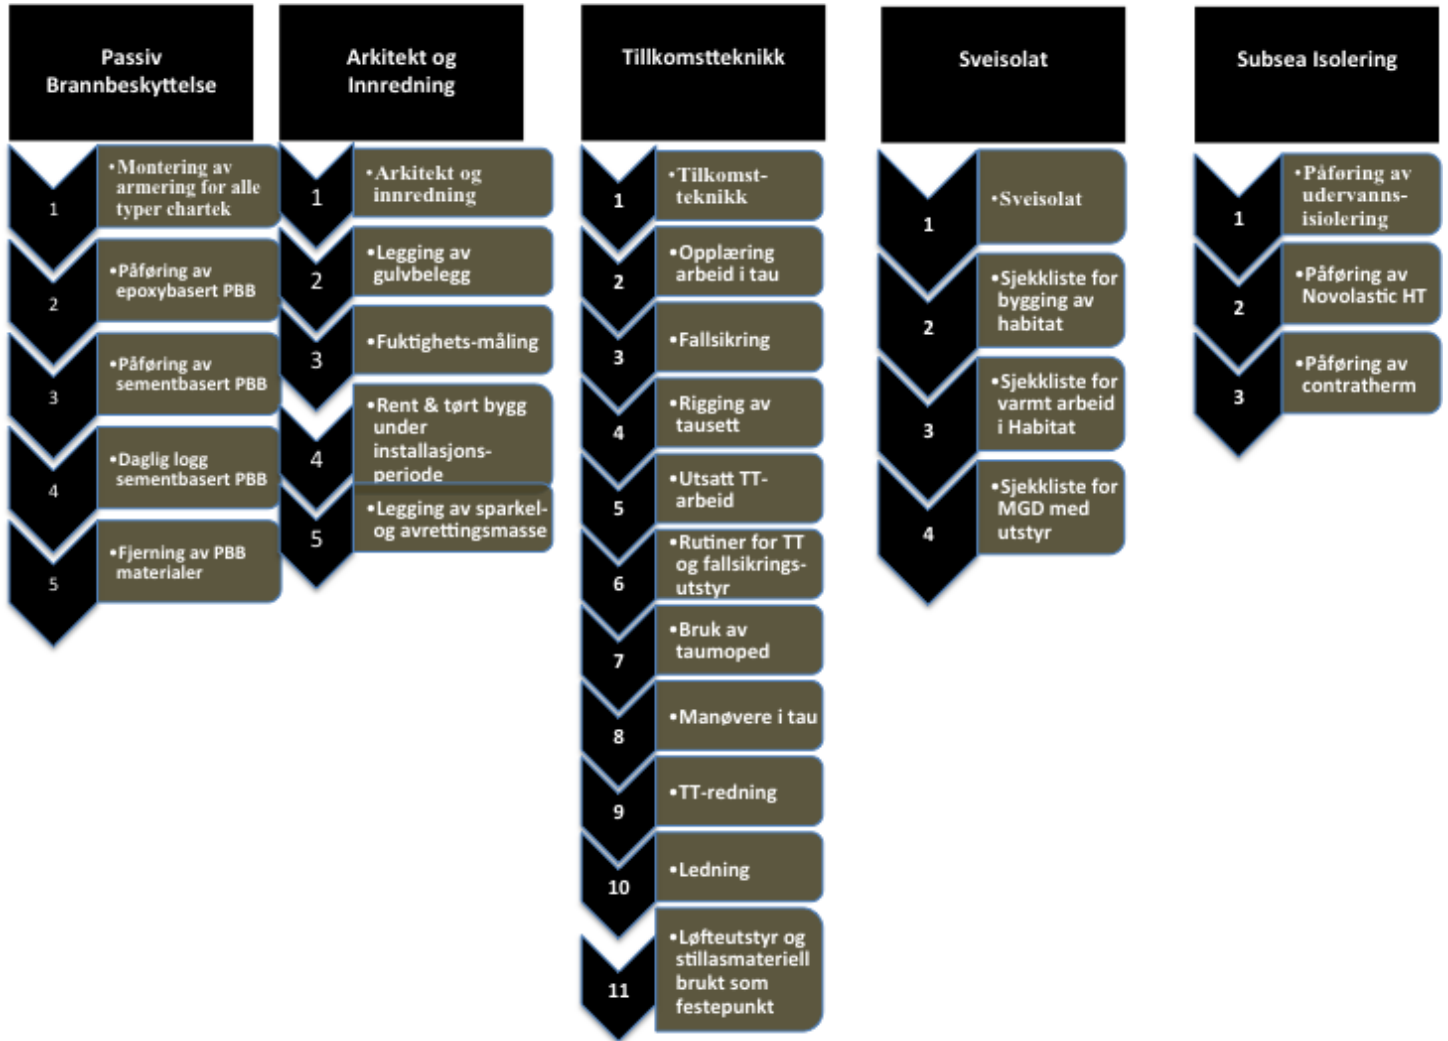 Passiv
Brannbeskyttelse
1
•Montering av
armering for alle
typer chartek
2
•Påføring av
epoxybasert PBB
3
•Påføring av
sementbasert PBB
4
•Daglig logg
sementbasert PBB
5
•Fjerning av PBB
materialer
Arkitekt og
Innredning
1
•Arkitekt og
innredning
2
•Legging av
gulvbelegg
3
•Fuktighets-måling
4
•Rent & tørt bygg
under
installasjons-
periode
5
•Legging av sparkel-
og avrettingsmasse
Tillkomstteknikk
1
•Tilkomst-
teknikk
2
•Opplæring
arbeid i tau
3
•Fallsikring
4
•Rigging av
tausett
5
•Utsatt TT-
arbeid
6
•Rutiner for TT
og fallsikrings-
utstyr
7
•Bruk av
taumoped
8
•Manøvere i tau
9
•TT-redning
10
•Ledning
11
•Løfteutstyr og
stillasmateriell
brukt som
festepunkt
Sveisolat
1
•Sveisolat
2
•Sjekkliste for
bygging av
habitat
3
•Sjekkliste for
varmt arbeid
i Habitat
4
•Sjekkliste for
MGD med
utstyr
Subsea Isolering
1
•Påføring av
udervanns-
isiolering
2
•Påføring av
Novolastic HT
3
•Påføring av
contratherm